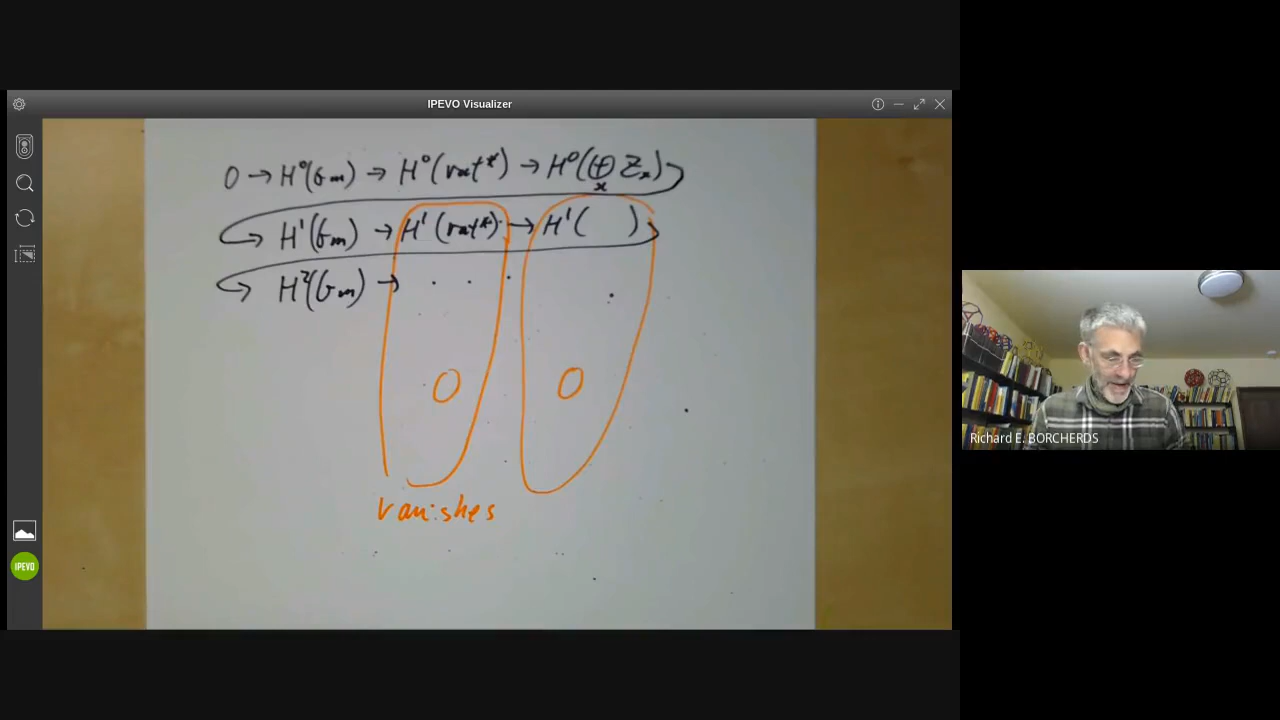 IPEVO Visualizer
0 → H⁰(Gm) → H⁰(rat*) → H⁰(⊕ Zₓ)
x
→ H¹(Gm) → H¹(rat*) → H¹( )
→ H²(Gm) → . . .
0 0
vanishes
IPEVO
Richard E. BORCHERDS